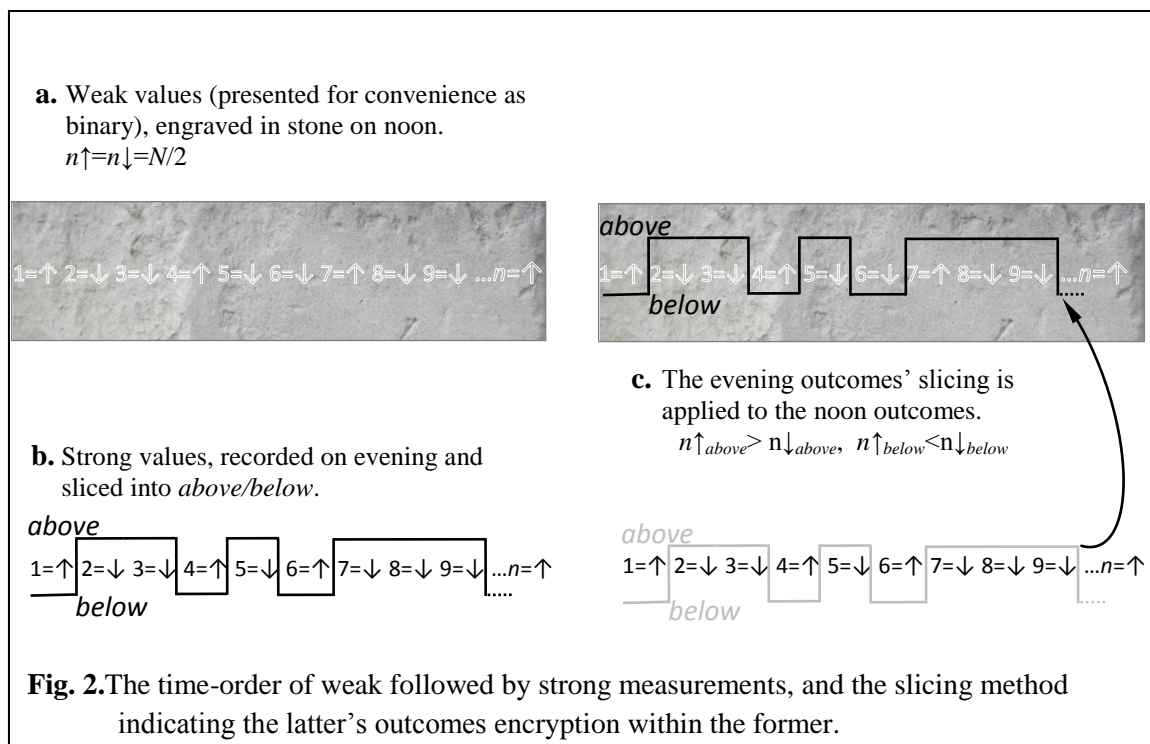 a. Weak values (presented for convenience as
binary), engraved in stone on noon.
n↑=n↓=N/2
1=↑ 2=↓ 3=↓ 4=↑ 5=↓ 6=↓ 7=↑ 8=↓ 9=↓ ...n=↑
b. Strong values, recorded on evening and
sliced into above/below.
above
1=↑ 2=↓ 3=↓ 4=↑ 5=↓ 6=↑ 7=↓ 8=↓ 9=↓ ...n=↑
below
above
1=↑ 2=↓ 3=↓ 4=↑ 5=↓ 6=↓ 7=↑ 8=↓ 9=↓ ...n=↑
below
c. The evening outcomes’ slicing is
applied to the noon outcomes.
n↑above> n↓above, n↑below<n↓below
above
1=↑ 2=↓ 3=↓ 4=↑ 5=↓ 6=↑ 7=↓ 8=↓ 9=↓ ...n=↑
below
Fig. 2.The time-order of weak followed by strong measurements, and the slicing method
indicating the latter’s outcomes encryption within the former.